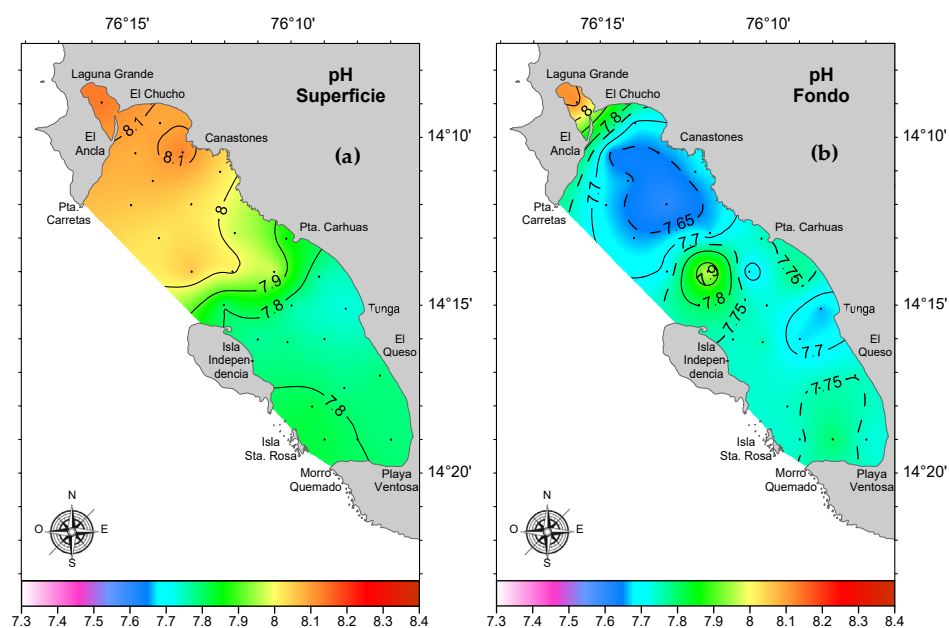 76°15' 76°10' 76°15' 76°10'
Laguna Grande
El Chucho
pH
Superficie
El
Ancla
Canastones
(a)
Pta.
Carretas
Pta. Carhuas
Tunga
El
Queso
Isla
Indepen-
dencia
Isla
Sta. Rosa
Morro
Quemado
Playa
Ventosa
8.1
8.1
8
7.9
7.8
7.8
N
O E
S
7.3 7.4 7.5 7.6 7.7 7.8 7.9 8 8.1 8.2 8.3 8.4
14°10'
14°15'
14°20'
Laguna Grande
El Chucho
pH
Fondo
El
Ancla
Canastones
(b)
Pta.
Carretas
Pta. Carhuas
Tunga
El
Queso
Isla
Indepen-
dencia
Isla
Sta. Rosa
Morro
Quemado
Playa
Ventosa
8
7.8
7.7
7.65
7.7
7.9
7.8
7.75
7.75
7.7
7.75
N
O E
S
7.3 7.4 7.5 7.6 7.7 7.8 7.9 8 8.1 8.2 8.3 8.4
14°10'
14°15'
14°20'